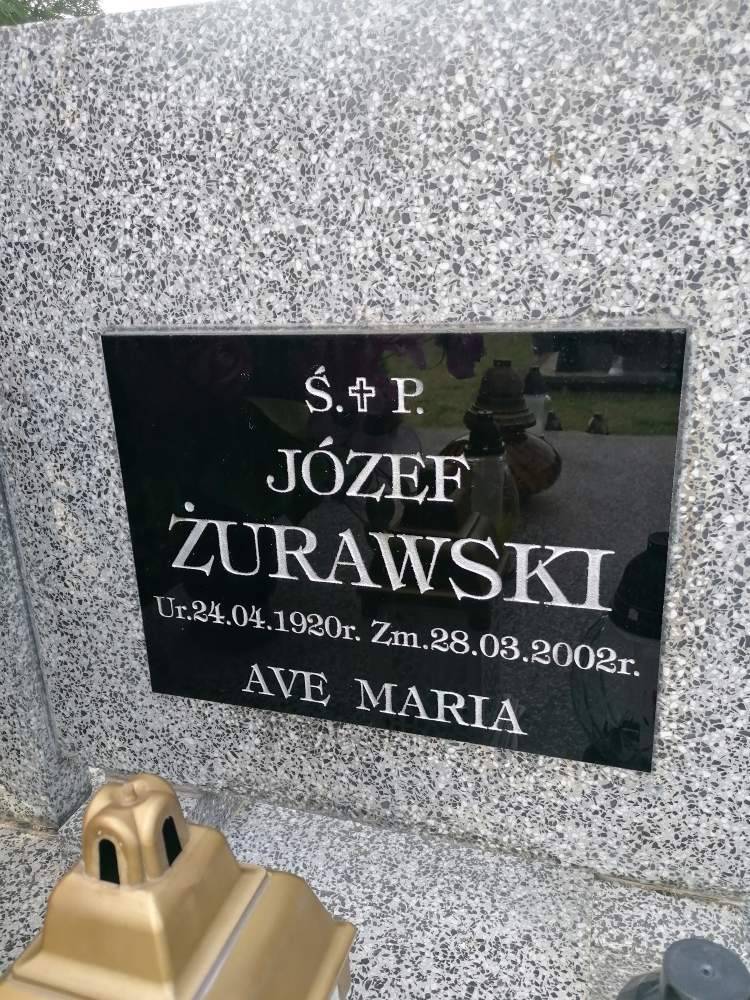 Ś.✝P.
JÓZEF
ŻURAWSKI
Ur.24.04.1920r. Zm.28.03.2002r.
AVE MARIA